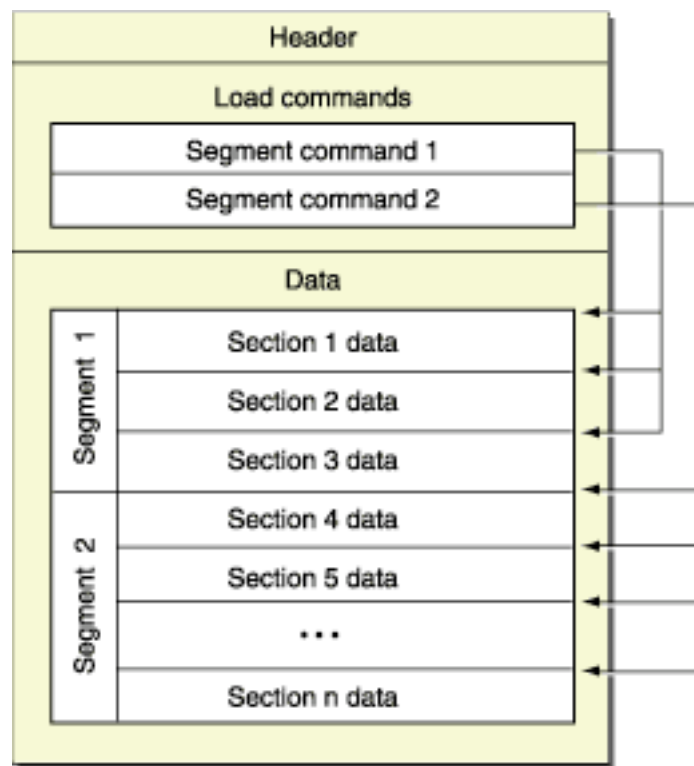 Header
Load commands
Segment command 1
Segment command 2
Data
Segment 1
Section 1 data
Section 2 data
Section 3 data
Segment 2
Section 4 data
Section 5 data
...
Section n data